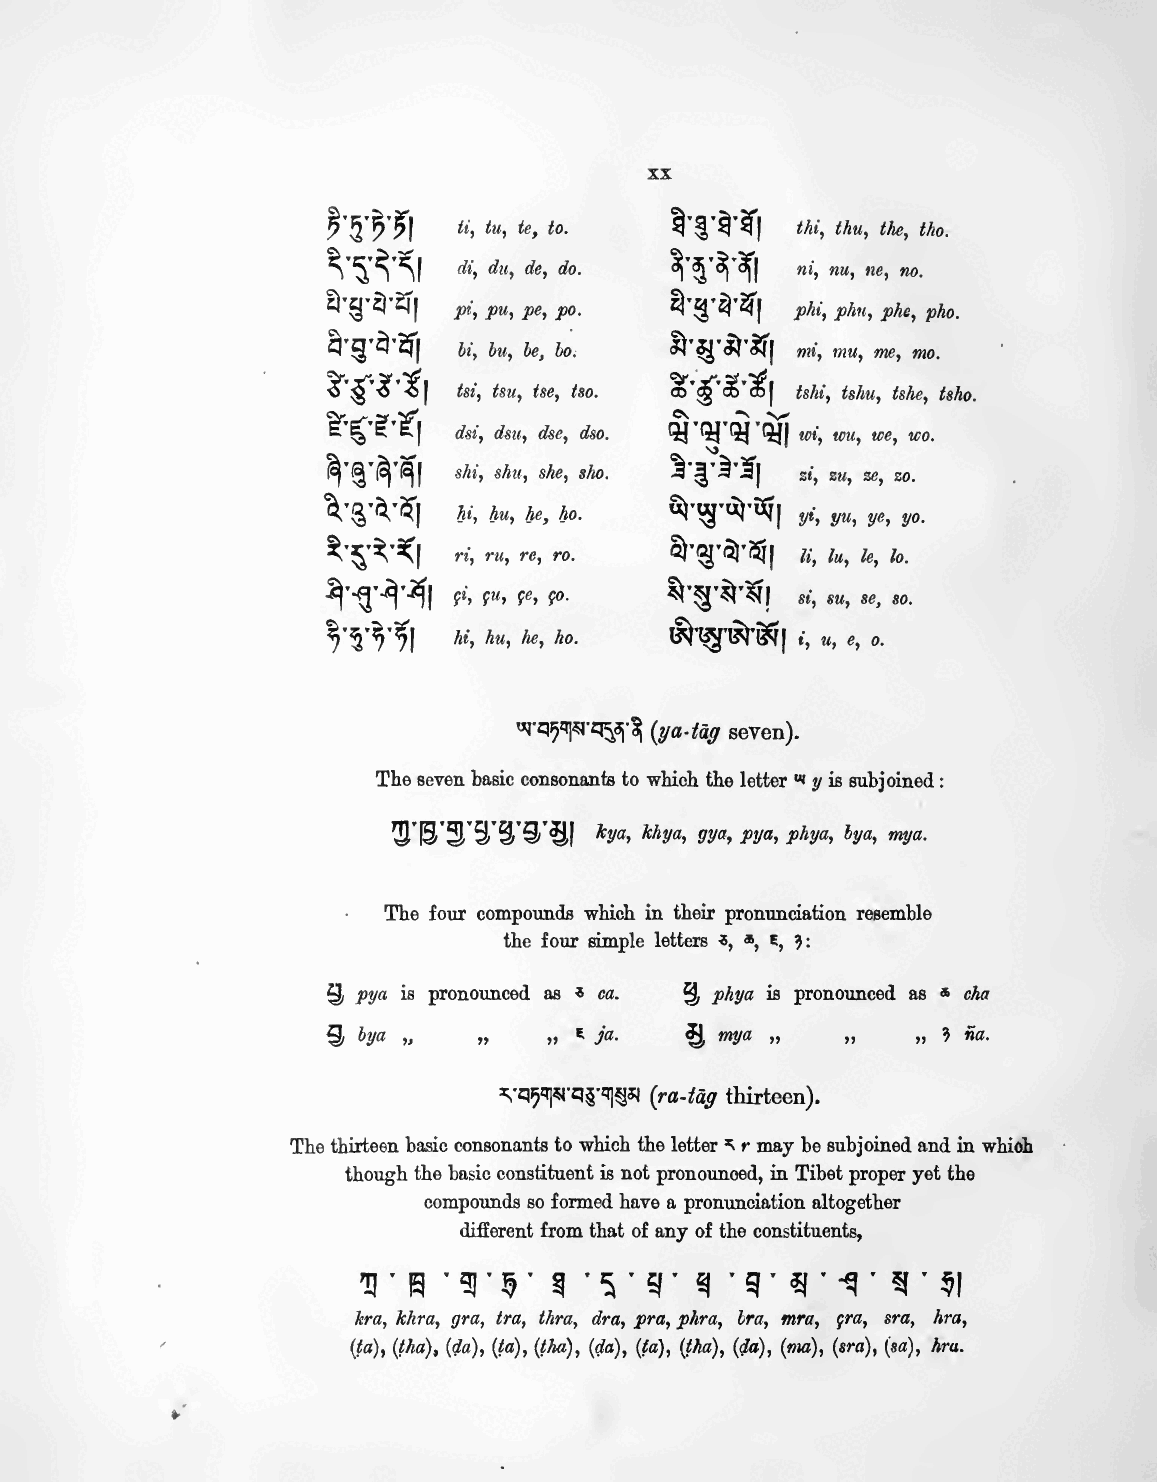 xx
ཏི་ཏུ་ཏེ་ཏོ། ti, tu, te, to. ཐི་ཐུ་ཐེ་ཐོ། thi, thu, the, tho.
དི་དུ་དེ་དོ། di, du, de, do. ནི་ནུ་ནེ་ནོ། ni, nu, ne, no.
པི་པུ་པེ་པོ། pi, pu, pe, po. ཕི་ཕུ་ཕེ་ཕོ། phi, phu, phe, pho.
བི་བུ་བེ་བོ། bi, bu, be, bo. མི་མུ་མེ་མོ། mi, mu, me, mo.
ཙི་ཙུ་ཙེ་ཙོ། tsi, tsu, tse, tso. ཚི་ཚུ་ཚེ་ཚོ། tshi, tshu, tshe, tsho.
ཛི་ཛུ་ཛེ་ཛོ། dsi, dsu, dse, dso. ཝི་ཝུ་ཝེ་ཝོ། wi, wu, we, wo.
ཞི་ཞུ་ཞེ་ཞོ། shi, shu, she, sho. ཟི་ཟུ་ཟེ་ཟོ། zi, zu, ze, zo.
འི་འུ་འེ་འོ། ẖi, ẖu, ẖe, ẖo. ཡི་ཡུ་ཡེ་ཡོ། yi, yu, ye, yo.
རི་རུ་རེ་རོ། ri, ru, re, ro. ལི་ལུ་ལེ་ལོ། li, lu, le, lo.
ཤི་ཤུ་ཤེ་ཤོ། çi, çu, çe, ço. སི་སུ་སེ་སོ། si, su, se, so.
ཧི་ཧུ་ཧེ་ཧོ། hi, hu, he, ho. ཨི་ཨུ་ཨེ་ཨོ། i, u, e, o.
ཡ་བཏགས་བདུན་ནི (ya-tāg seven).
The seven basic consonants to which the letter ཡ y is subjoined :
ཀྱ་ཁྱ་གྱ་པྱ་ཕྱ་བྱ་མྱ། kya, khya, gya, pya, phya, bya, mya.
The four compounds which in their pronunciation resemble
the four simple letters ཅ, ཆ, ཇ, ཉ:
པྱ pya is pronounced as ཅ ca. ཕྱ phya is pronounced as ཆ cha
བྱ bya „ „ „ ཇ ja. མྱ mya „ „ „ ཉ ña.
ར་བཏགས་བཅུ་གསུམ (ra-tāg thirteen).
The thirteen basic consonants to which the letter ར r may be subjoined and in which
though the basic constituent is not pronounced, in Tibet proper yet the
compounds so formed have a pronunciation altogether
different from that of any of the constituents,
ཀྲ་ཁྲ་གྲ་ཏྲ་ཐྲ་དྲ་པྲ་ཕྲ་བྲ་མྲ་ཤྲ་སྲ་ཧྲ།
kra, khra, gra, tra, thra, dra, pra, phra, bra, mra, çra, sra, hra,
(ṭa), (ṭha), (ḍa), (ṭa), (ṭha), (ḍa), (ṭa), (ṭha), (ḍa), (ma), (sra), (sa), hra.